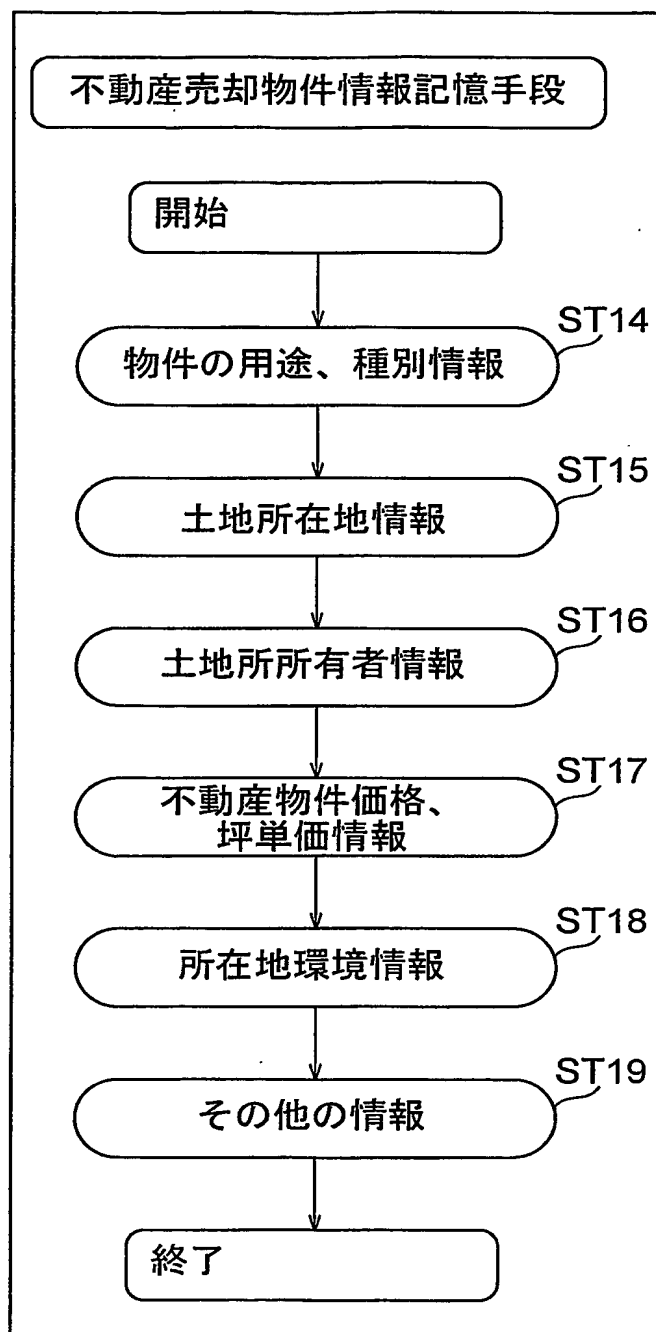 不動産売却物件情報記憶手段
開始
ST14
物件の用途、種別情報
ST15
土地所在地情報
ST16
土地所所有者情報
ST17
不動産物件価格、
坪単価情報
ST18
所在地環境情報
ST19
その他の情報
終了